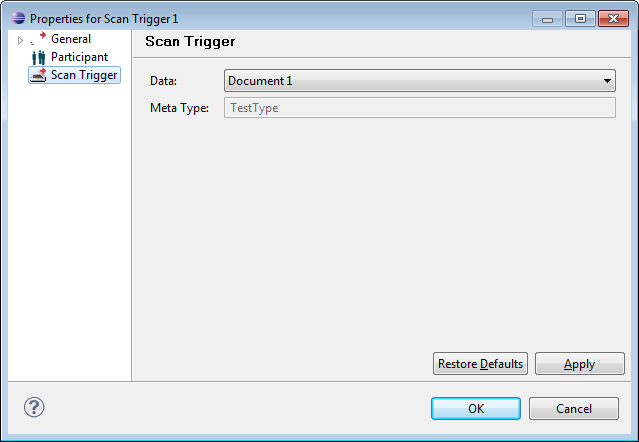 Properties for Scan Trigger 1
General
Participant
Scan Trigger
Scan Trigger
Data: Document 1
Meta Type: TestType
Restore Defaults Apply
? OK Cancel